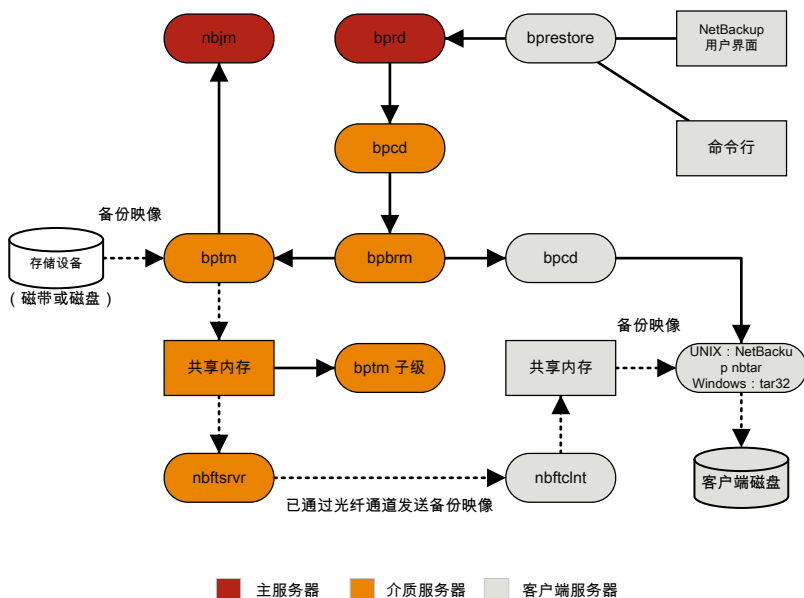 nbjm
bprd
bprestore
NetBackup
用户界面
命令行
bpcd
备份映像
存储设备
（磁带或磁盘）
bptm
bpbrm
bpcd
备份映像
共享内存
bptm 子级
共享内存
UNIX：NetBacku
p nbtar
Windows：tar32
nbftsrvr
已通过光纤通道发送备份映像
nbftclnt
客户端磁盘
主服务器
介质服务器
客户端服务器